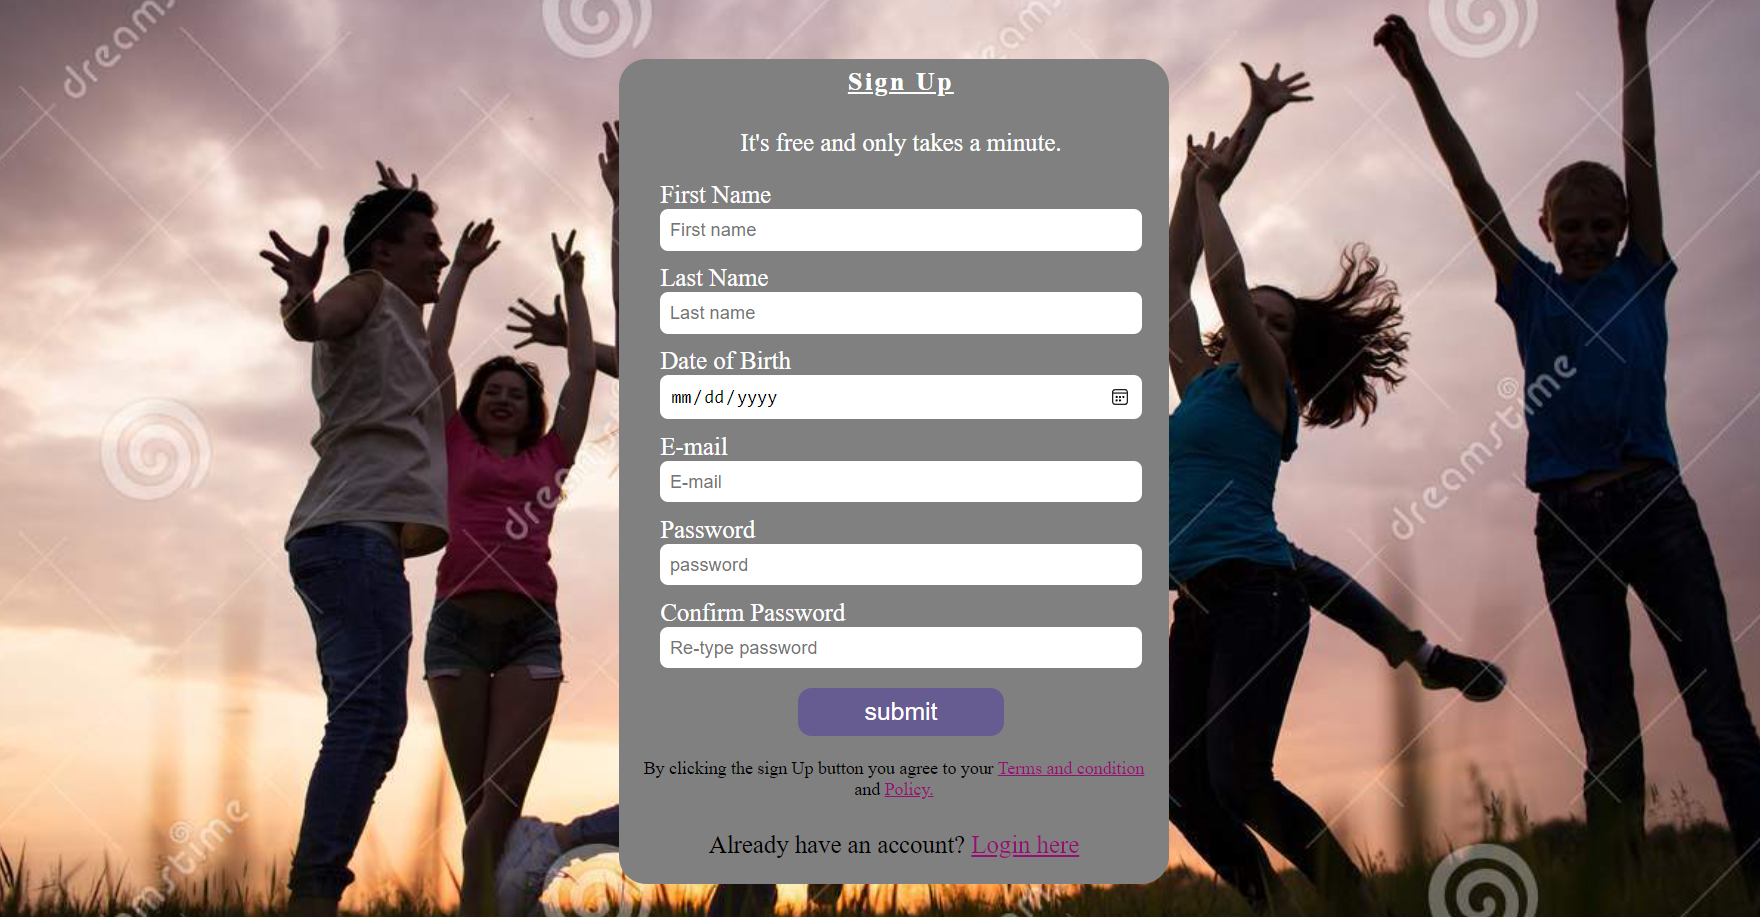 dreamstime
dreamstime
Sign Up
It's free and only takes a minute.
First Name
First name
Last Name
Last name
Date of Birth
mm/dd/yyyy
E-mail
E-mail
dreamstime
dreamstime
Password
password
Confirm Password
Re-type password
submit
By clicking the sign Up button you agree to your Terms and condition
and Policy.
Already have an account? Login here
dreamstime
dreamstime